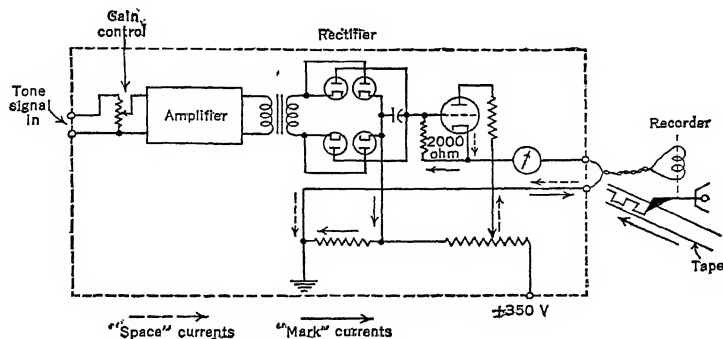 Gain
control
Rectifier
Tone
signal
in
Amplifier
2000
ohm
Recorder
Tape
±350 V
"Space" currents
"Mark" currents